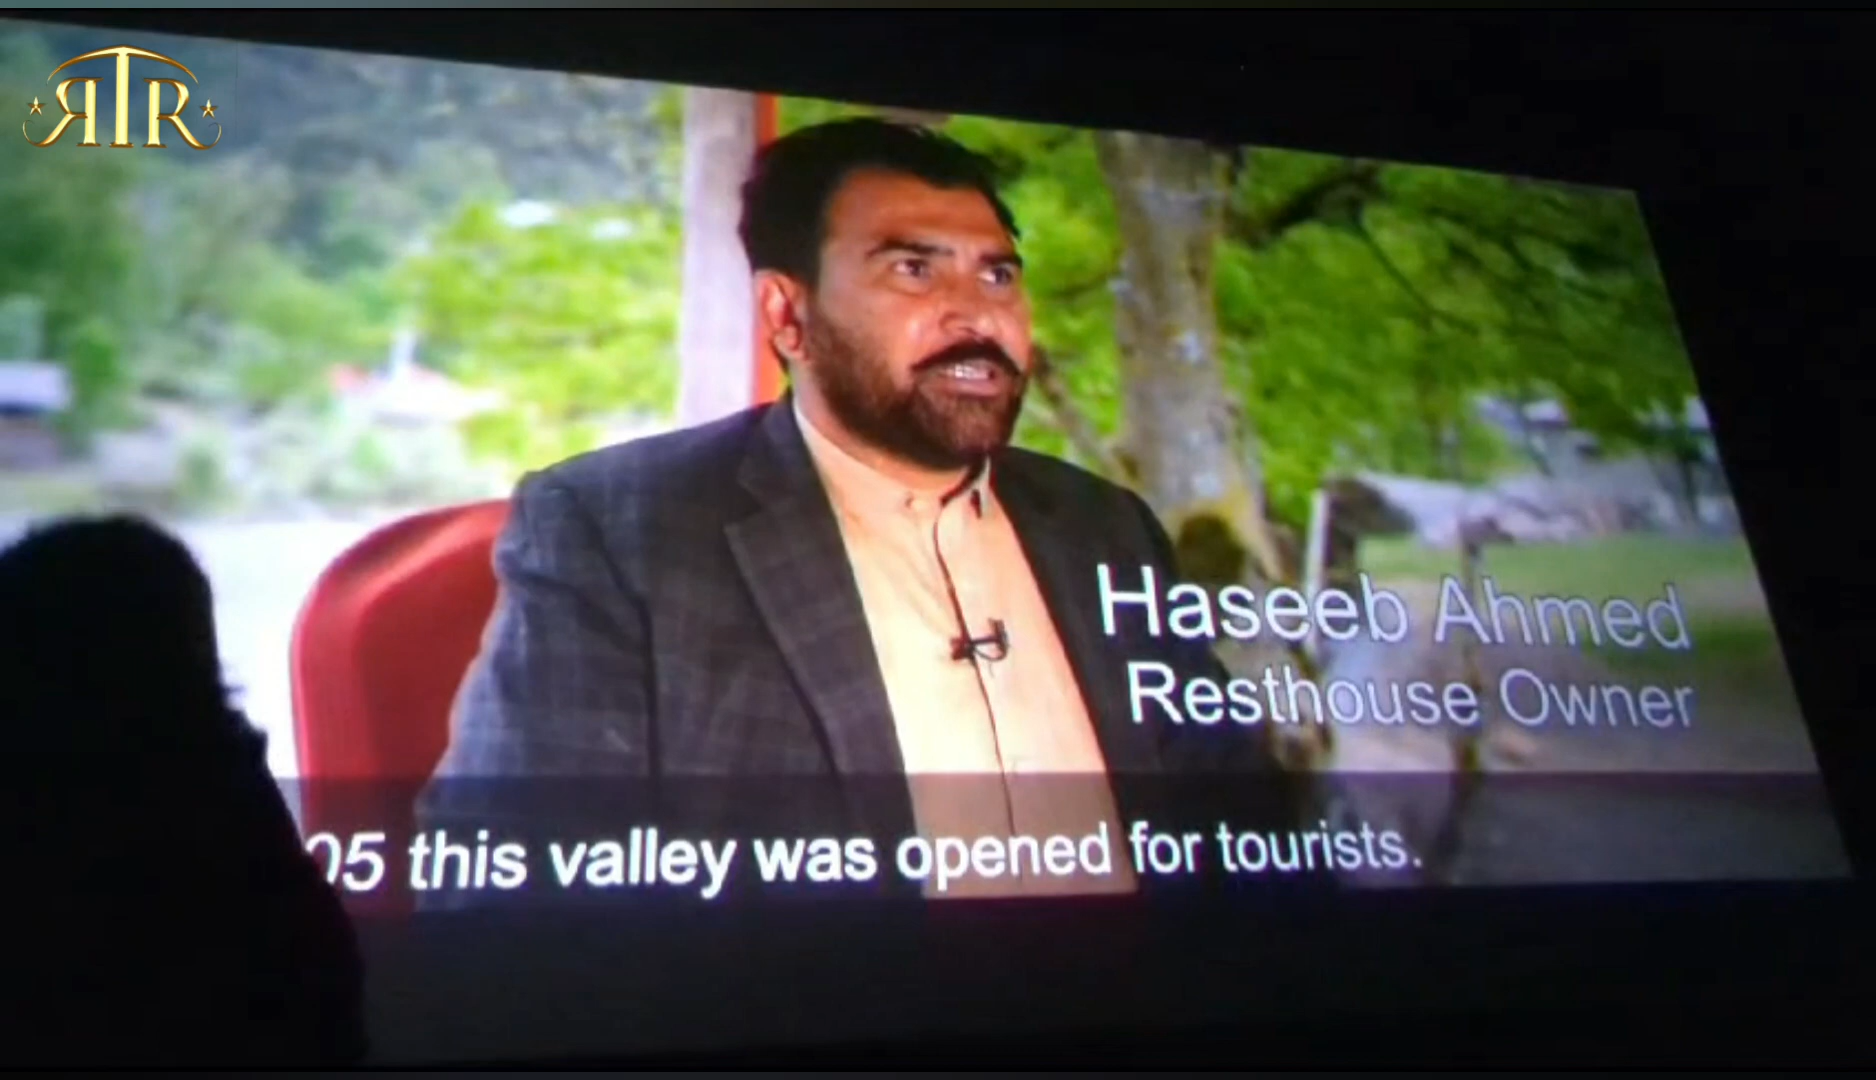 RTR
Haseeb Ahmed
Resthouse Owner
05 this valley was opened for tourists.